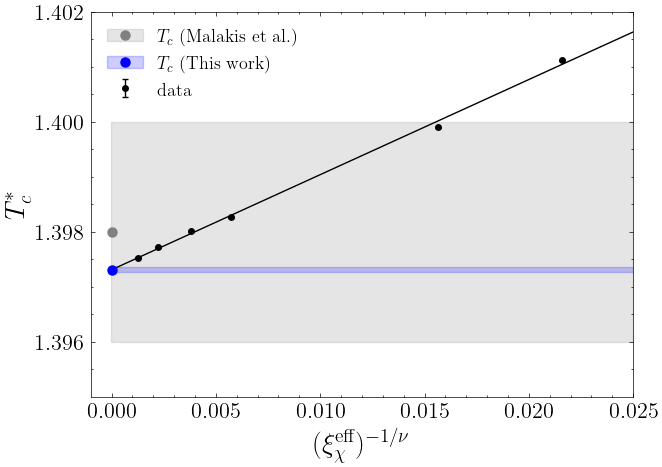 1.402
1.400
1.398
1.396
T_c^*
T_c (Malakis et al.)
T_c (This work)
data
0.000 0.005 0.010 0.015 0.020 0.025
(ξ_χ^eff)^{-1/ν}